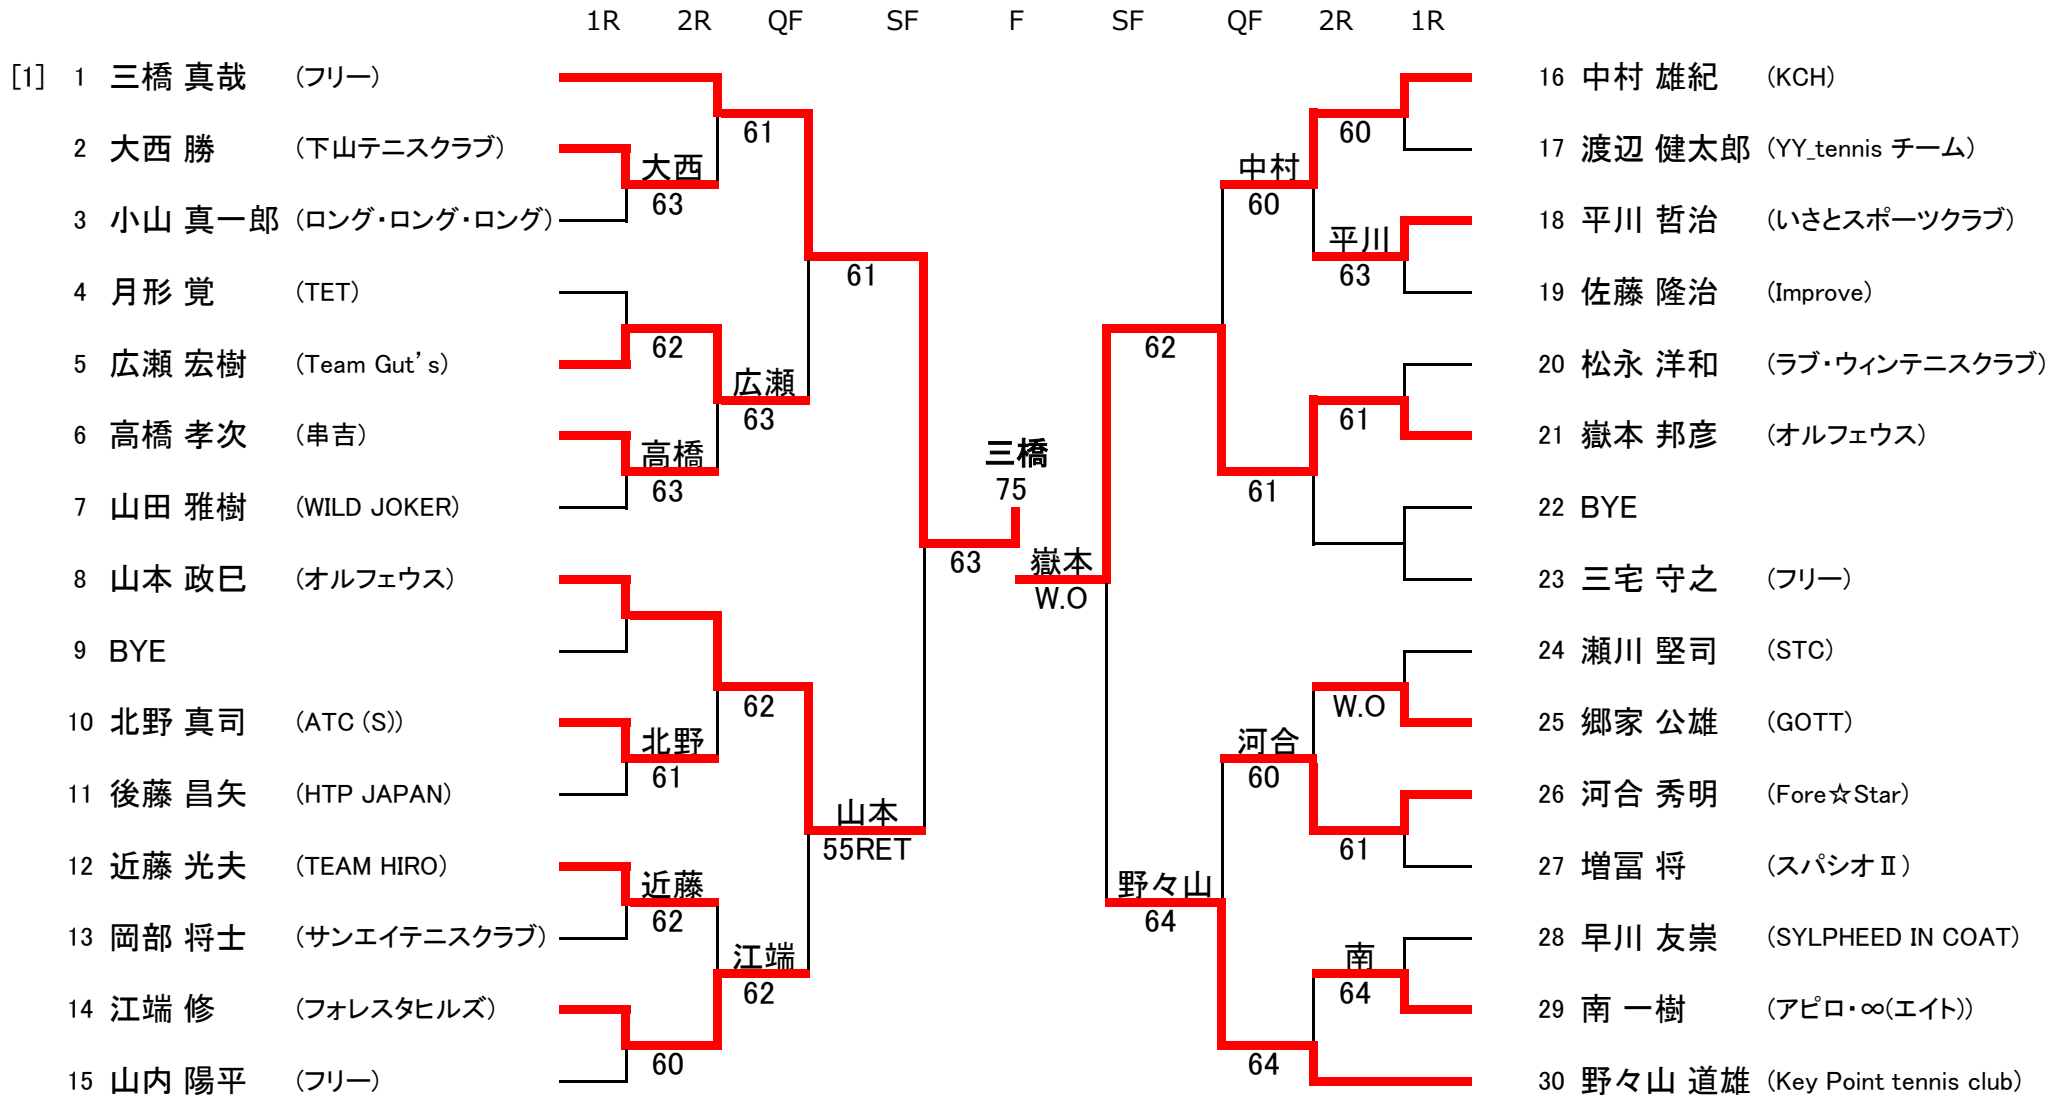 1R 2R QF SF F SF QF 2R 1R
[1] 1 三橋 真哉 (フリー)
2 大西 勝 (下山テニスクラブ)
3 小山 真一郎 (ロング・ロング・ロング)
4 月形 覚 (TET)
5 広瀬 宏樹 (Team Gut's)
6 高橋 孝次 (串吉)
7 山田 雅樹 (WILD JOKER)
8 山本 政巳 (オルフェウス)
9 BYE
10 北野 真司 (ATC (S))
11 後藤 昌矢 (HTP JAPAN)
12 近藤 光夫 (TEAM HIRO)
13 岡部 将士 (サンエイテニスクラブ)
14 江端 修 (フォレスタヒルズ)
15 山内 陽平 (フリー)
大西
63
62
高橋
63
北野
61
近藤
62
60
61
広瀬
63
62
江端
62
61
山本
55RET
63
三橋
75
嶽本
W.O
62
野々山
64
中村
60
61
河合
60
64
60
平川
63
61
W.O
61
南
64
16 中村 雄紀 (KCH)
17 渡辺 健太郎 (YY_tennis チーム)
18 平川 哲治 (いさとスポーツクラブ)
19 佐藤 隆治 (Improve)
20 松永 洋和 (ラブ・ウィンテニスクラブ)
21 嶽本 邦彦 (オルフェウス)
22 BYE
23 三宅 守之 (フリー)
24 瀬川 堅司 (STC)
25 郷家 公雄 (GOTT)
26 河合 秀明 (Fore☆Star)
27 増冨 将 (スパシオⅡ)
28 早川 友崇 (SYLPHEED IN COAT)
29 南 一樹 (アピロ・∞(エイト))
30 野々山 道雄 (Key Point tennis club)